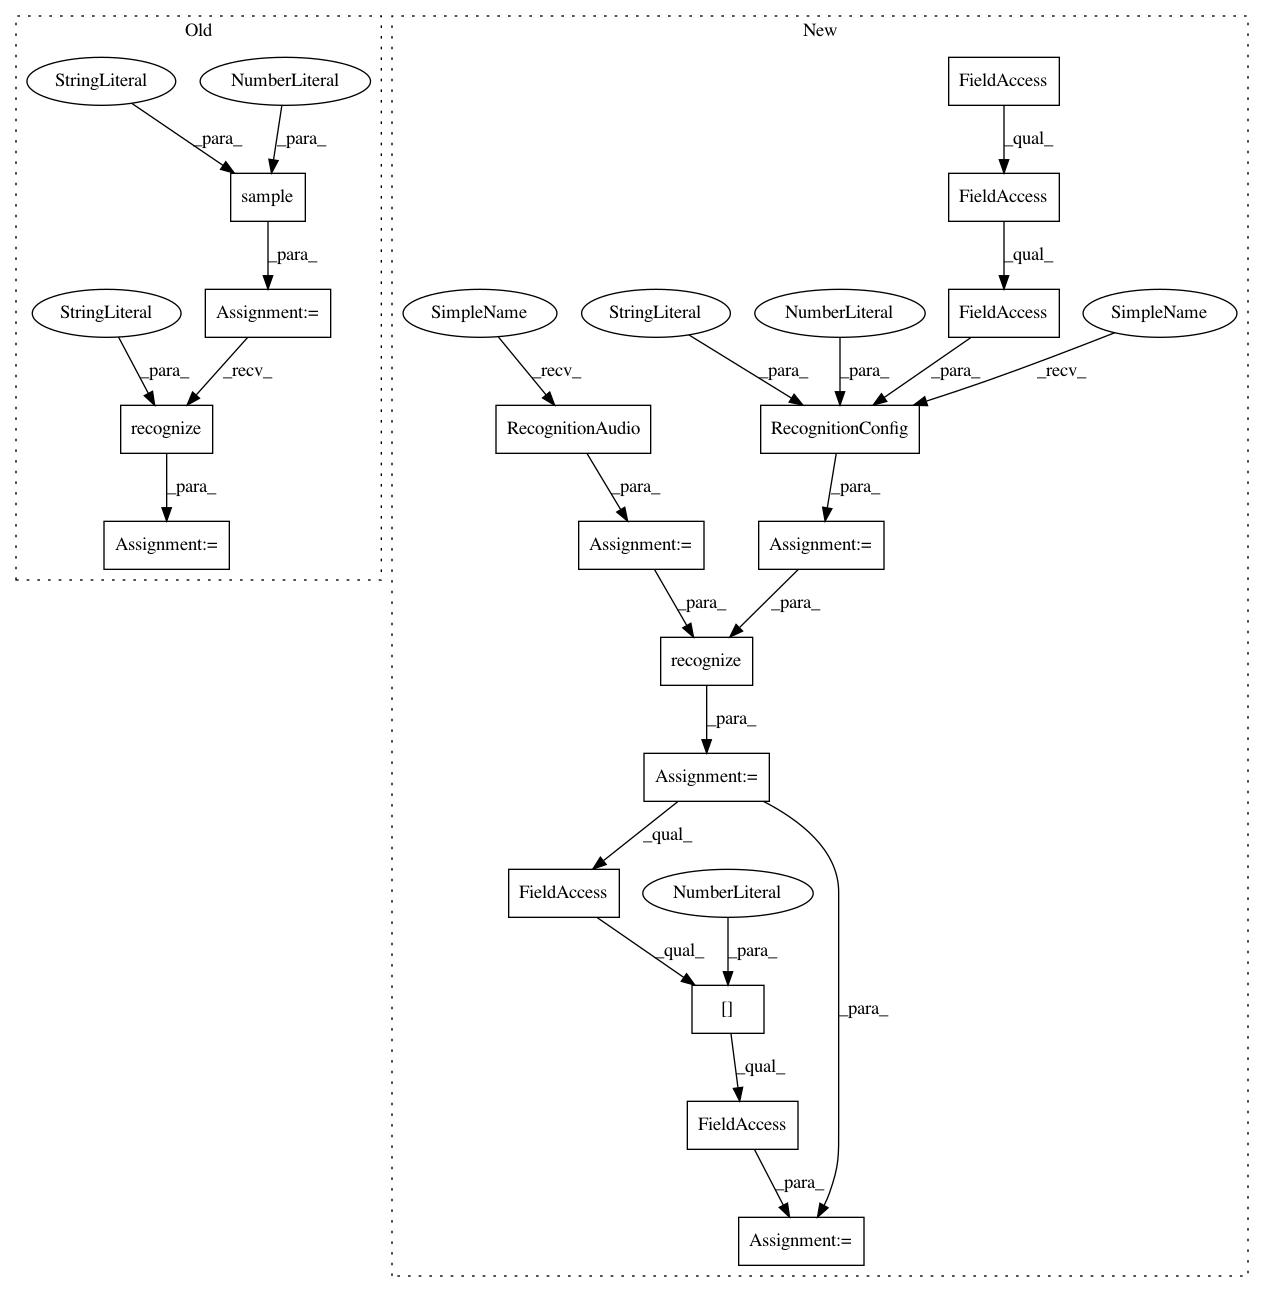 Old
New
StringLiteral
NumberLiteral
FieldAccess
_para_
_para_
_qual_
sample
FieldAccess
_para_
_qual_
StringLiteral
Assignment:=
SimpleName
StringLiteral
NumberLiteral
FieldAccess
SimpleName
_para_
_recv_
_recv_
_para_
_para_
_para_
_recv_
recognize
RecognitionAudio
RecognitionConfig
_para_
_para_
_para_
Assignment:=
Assignment:=
Assignment:=
_para_
_para_
recognize
_para_
Assignment:=
_qual_
FieldAccess
NumberLiteral
_qual_
_para_
[]
_para_
_qual_
FieldAccess
_para_
Assignment:=